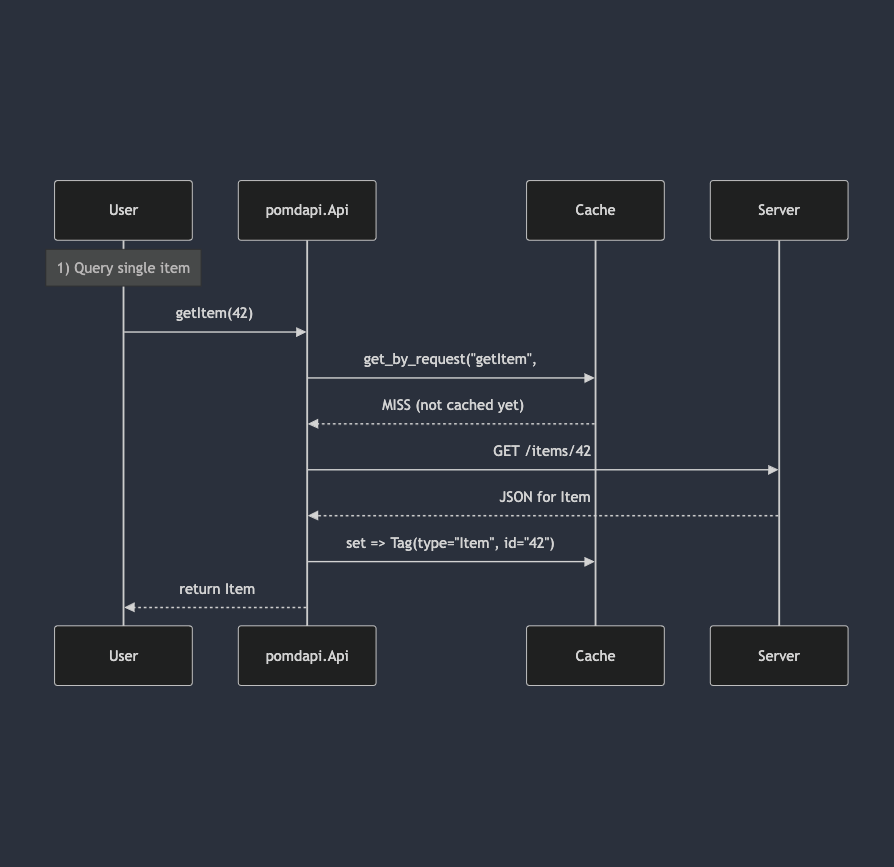 User
pomdapi.Api
Cache
Server
1) Query single item
getItem(42)
get_by_request("getItem",
MISS (not cached yet)
GET /items/42
JSON for Item
set => Tag(type="Item", id="42")
return Item
User
pomdapi.Api
Cache
Server